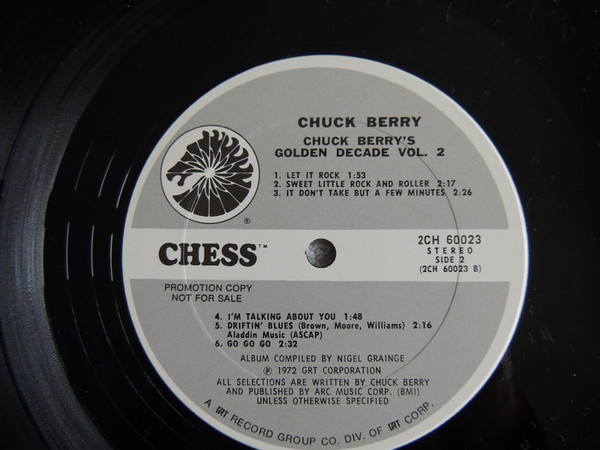 CHUCK BERRY
CHUCK BERRY'S
GOLDEN DECADE VOL. 2
1. LET IT ROCK 1:53
2. SWEET LITTLE ROCK AND ROLLER 2:17
3. IT DON'T TAKE BUT A FEW MINUTES 2:26
®
CHESS™
2CH 60023
STEREO
SIDE 2
(2CH 60023 B)
PROMOTION COPY
NOT FOR SALE
4. I'M TALKING ABOUT YOU 1:48
5. DRIFTIN' BLUES (Brown, Moore, Williams) 2:16
Aladdin Music (ASCAP)
6. GO GO GO 2:32
ALBUM COMPILED BY NIGEL GRAINGE
℗ 1972 GRT CORPORATION
ALL SELECTIONS ARE WRITTEN BY CHUCK BERRY
AND PUBLISHED BY ARC MUSIC CORP. (BMI)
UNLESS OTHERWISE SPECIFIED
A GRT RECORD GROUP CO. DIV. OF GRT CORP.